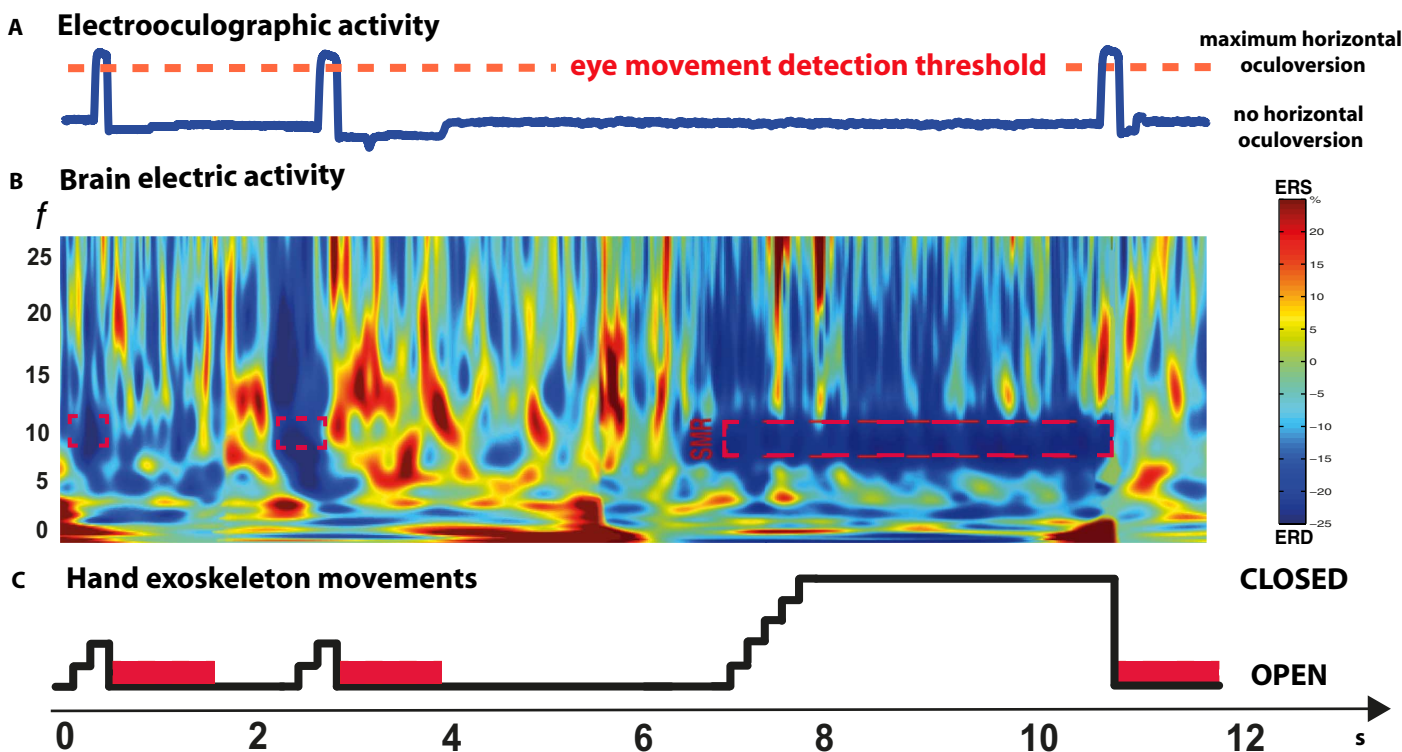 A Electrooculographic activity
maximum horizontal
oculoversion
eye movement detection threshold
no horizontal
oculoversion
B Brain electric activity
f
25
20
15
10
5
0
SMR
ERS
%
20
15
10
5
0
−5
−10
−15
−20
−25
ERD
C Hand exoskeleton movements
CLOSED
OPEN
0 2 4 6 8 10 12 s